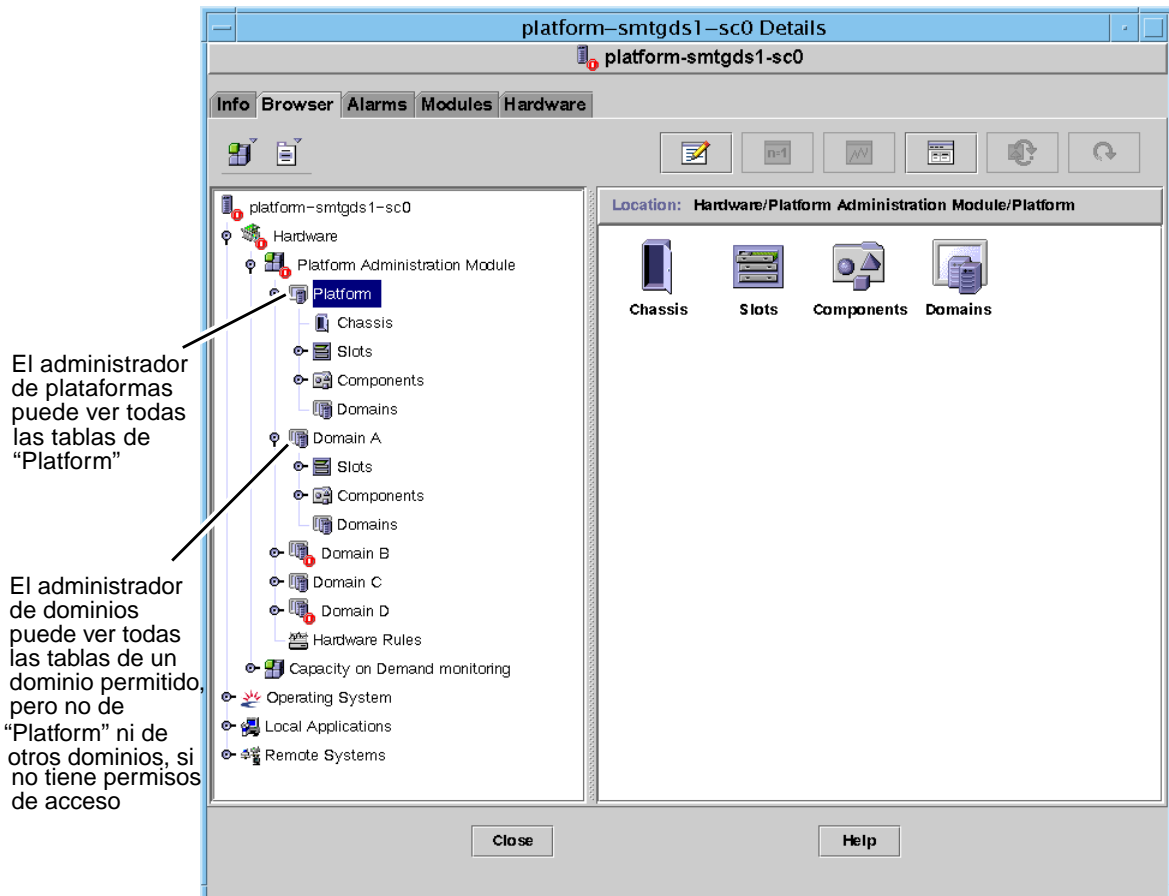 platform–smtgds1–sc0 Details
platform-smtgds1-sc0
Info Browser Alarms Modules Hardware
n=1
platform–smtgds1–sc0
Hardware
Platform Administration Module
Platform
Chassis
Slots
Components
Domains
Domain A
Slots
Components
Domains
Domain B
Domain C
Domain D
Hardware Rules
Capacity on Demand monitoring
Operating System
Local Applications
Remote Systems
Location: Hardware/Platform Administration Module/Platform
Chassis Slots Components Domains
El administrador
de plataformas
puede ver todas
las tablas de
“Platform”
El administrador
de dominios
puede ver todas
las tablas de un
dominio permitido,
pero no de
“Platform” ni de
otros dominios, si
no tiene permisos
de acceso
Close Help